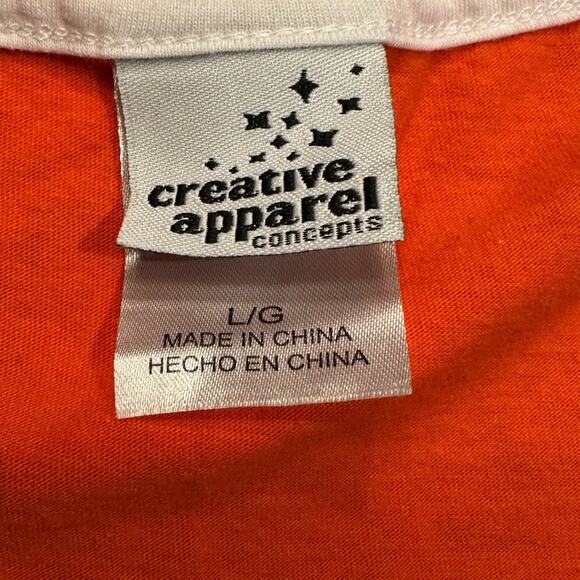 creative
apparel
concepts
L/G
MADE IN CHINA
HECHO EN CHINA